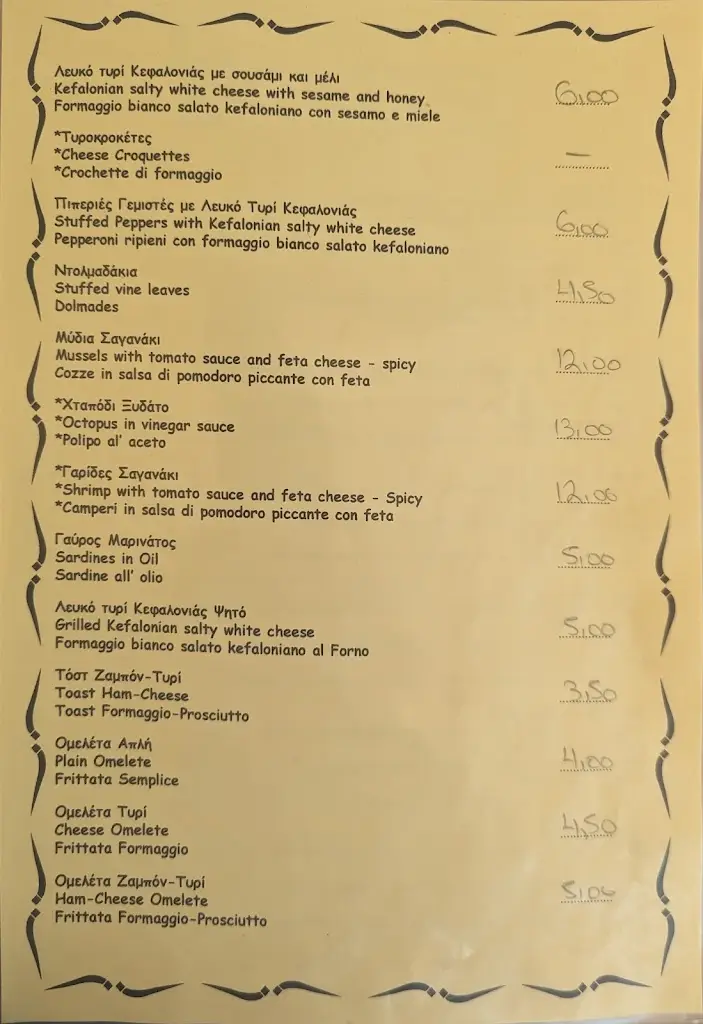 Λευκό τυρί Κεφαλονιάς με σουσάμι και μέλι
Kefalonian salty white cheese with sesame and honey 6,00
Formaggio bianco salato kefaloniano con sesamo e miele
*Τυροκροκέτες
*Cheese Croquettes —
*Crochette di formaggio
Πιπεριές Γεμιστές με Λευκό Τυρί Κεφαλονιάς
Stuffed Peppers with Kefalonian salty white cheese 6,00
Pepperoni ripieni con formaggio bianco salato kefaloniano
Ντολμαδάκια
Stuffed vine leaves 4,50
Dolmades
Μύδια Σαγανάκι
Mussels with tomato sauce and feta cheese - spicy 12,00
Cozze in salsa di pomodoro piccante con feta
*Χταπόδι Ξυδάτο
*Octopus in vinegar sauce 13,00
*Polipo al' aceto
*Γαρίδες Σαγανάκι
*Shrimp with tomato sauce and feta cheese - Spicy 12,00
*Camperi in salsa di pomodoro piccante con feta
Γαύρος Μαρινάτος
Sardines in Oil 5,00
Sardine all' olio
Λευκό τυρί Κεφαλονιάς Ψητό
Grilled Kefalonian salty white cheese 5,00
Formaggio bianco salato kefaloniano al Forno
Τόστ Ζαμπόν-Τυρί
Toast Ham-Cheese 3,50
Toast Formaggio-Prosciutto
Ομελέτα Απλή
Plain Omelete 4,00
Frittata Semplice
Ομελέτα Τυρί
Cheese Omelete 4,50
Frittata Formaggio
Ομελέτα Ζαμπόν-Τυρί
Ham-Cheese Omelete 5,00
Frittata Formaggio-Prosciutto